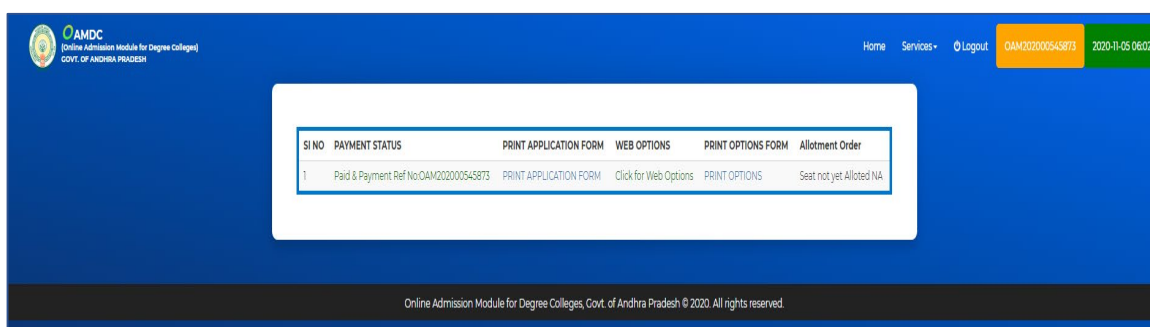 OAMDC
(Online Admission Module for Degree Colleges)
GOVT. OF ANDHRA PRADESH
Home Services Logout OAM202000545873 2020-11-05 06:02
SI NO PAYMENT STATUS PRINT APPLICATION FORM WEB OPTIONS PRINT OPTIONS FORM Allotment Order
1 Paid & Payment Ref No:OAM202000545873 PRINT APPLICATION FORM Click for Web Options PRINT OPTIONS Seat not yet Alloted NA
Online Admission Module for Degree Colleges, Govt. of Andhra Pradesh © 2020. All rights reserved.